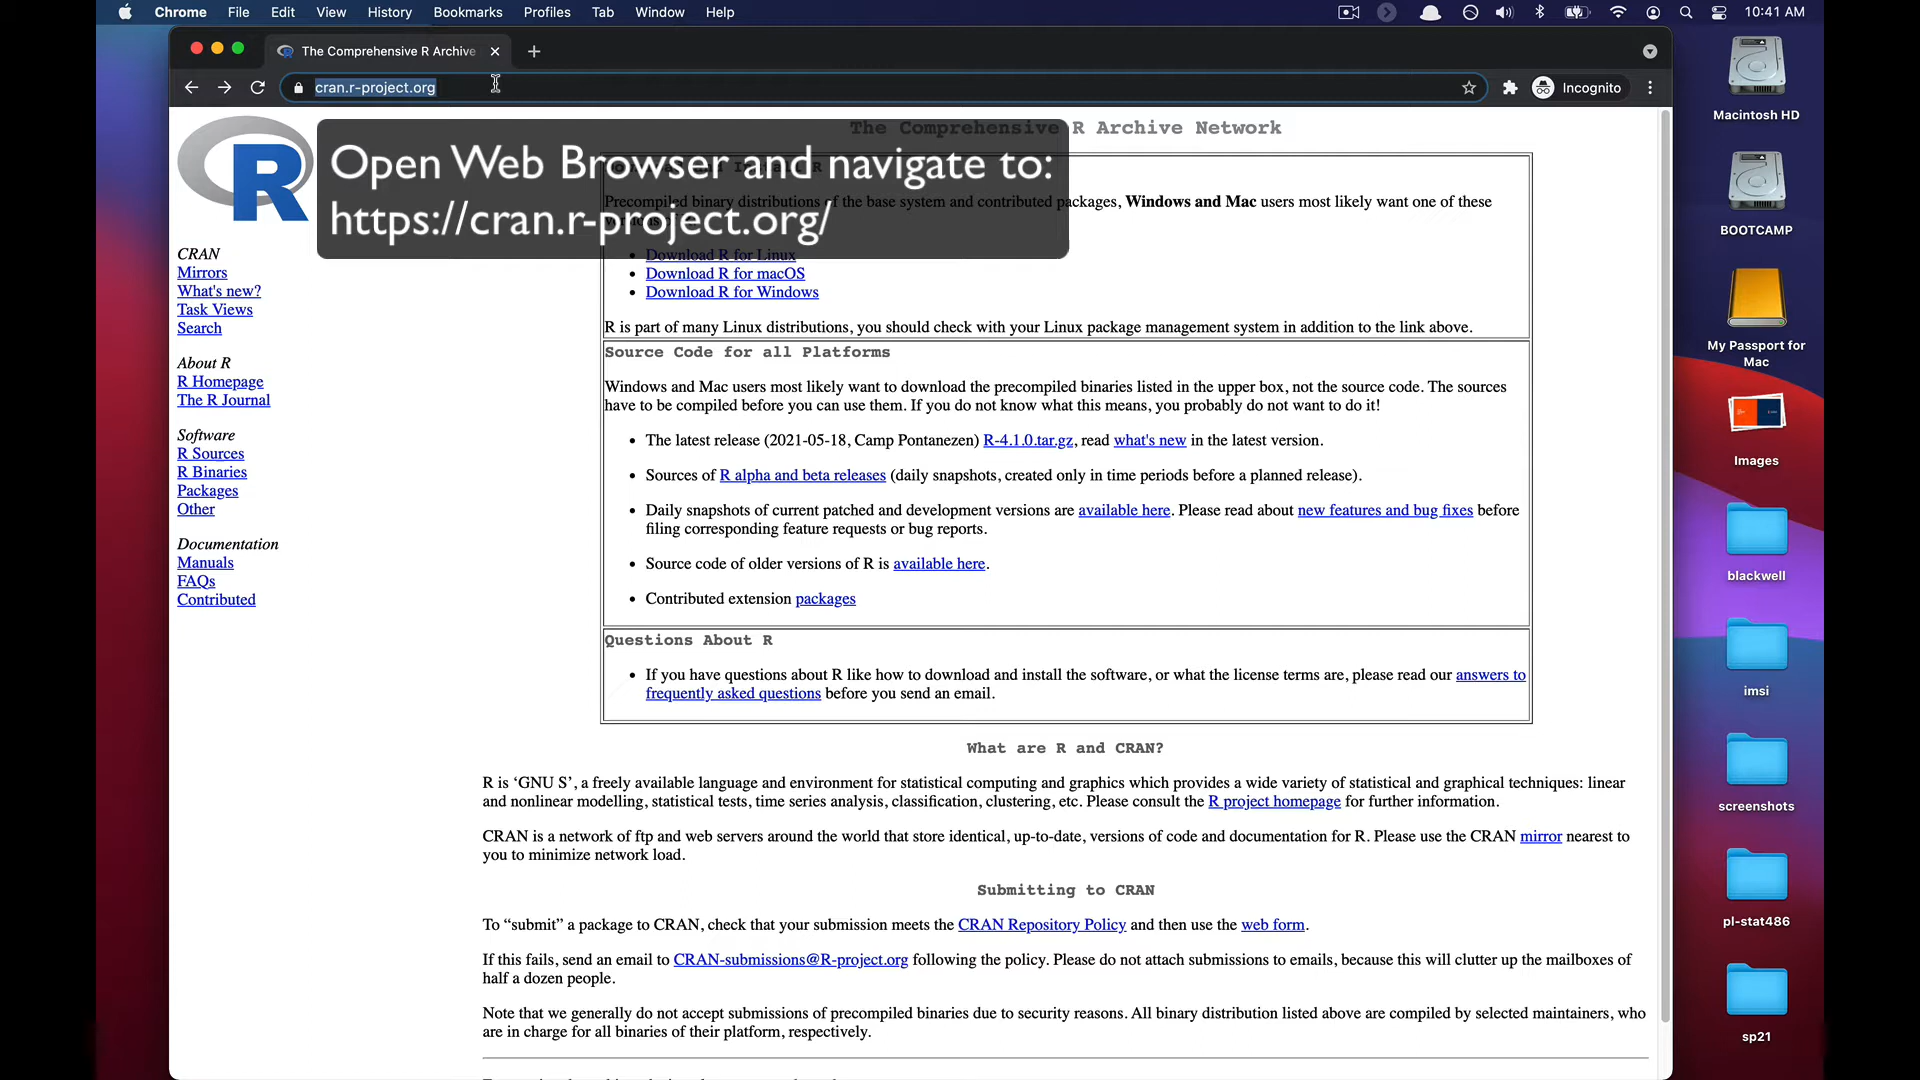 Chrome File Edit View History Bookmarks Profiles Tab Window Help 10:41 AM
The Comprehensive R Archive
cran.r-project.org
Incognito
R
Open Web Browser and navigate to:
https://cran.r-project.org/
CRAN
Mirrors
What's new?
Task Views
Search
About R
R Homepage
The R Journal
Software
R Sources
R Binaries
Packages
Other
Documentation
Manuals
FAQs
Contributed
The Comprehensive R Archive Network
Precompiled binary distributions of the base system and contributed packages, Windows and Mac users most likely want one of these
Download R for Linux
Download R for macOS
Download R for Windows
R is part of many Linux distributions, you should check with your Linux package management system in addition to the link above.
Source Code for all Platforms
Windows and Mac users most likely want to download the precompiled binaries listed in the upper box, not the source code. The sources
have to be compiled before you can use them. If you do not know what this means, you probably do not want to do it!
The latest release (2021-05-18, Camp Pontanezen) R-4.1.0.tar.gz, read what's new in the latest version.
Sources of R alpha and beta releases (daily snapshots, created only in time periods before a planned release).
Daily snapshots of current patched and development versions are available here. Please read about new features and bug fixes before
filing corresponding feature requests or bug reports.
Source code of older versions of R is available here.
Contributed extension packages
Questions About R
If you have questions about R like how to download and install the software, or what the license terms are, please read our answers to
frequently asked questions before you send an email.
What are R and CRAN?
R is ‘GNU S’, a freely available language and environment for statistical computing and graphics which provides a wide variety of statistical and graphical techniques: linear
and nonlinear modelling, statistical tests, time series analysis, classification, clustering, etc. Please consult the R project homepage for further information.
CRAN is a network of ftp and web servers around the world that store identical, up-to-date, versions of code and documentation for R. Please use the CRAN mirror nearest to
you to minimize network load.
Submitting to CRAN
To “submit” a package to CRAN, check that your submission meets the CRAN Repository Policy and then use the web form.
If this fails, send an email to CRAN-submissions@R-project.org following the policy. Please do not attach submissions to emails, because this will clutter up the mailboxes of
half a dozen people.
Note that we generally do not accept submissions of precompiled binaries due to security reasons. All binary distribution listed above are compiled by selected maintainers, who
are in charge for all binaries of their platform, respectively.
Macintosh HD
BOOTCAMP
My Passport for
Mac
Images
blackwell
imsi
screenshots
pl-stat486
sp21